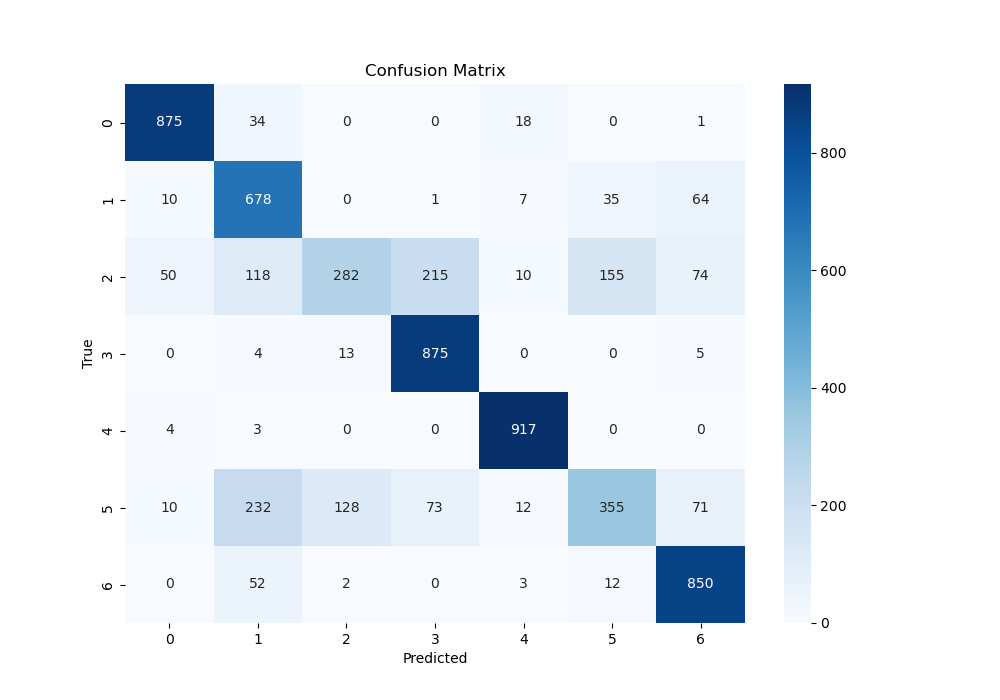 Confusion Matrix
0 875 34 0 0 18 0 1
1 10 678 0 1 7 35 64
2 50 118 282 215 10 155 74
3 0 4 13 875 0 0 5
4 4 3 0 0 917 0 0
5 10 232 128 73 12 355 71
6 0 52 2 0 3 12 850
0 1 2 3 4 5 6
Predicted
True
800
600
400
200
0